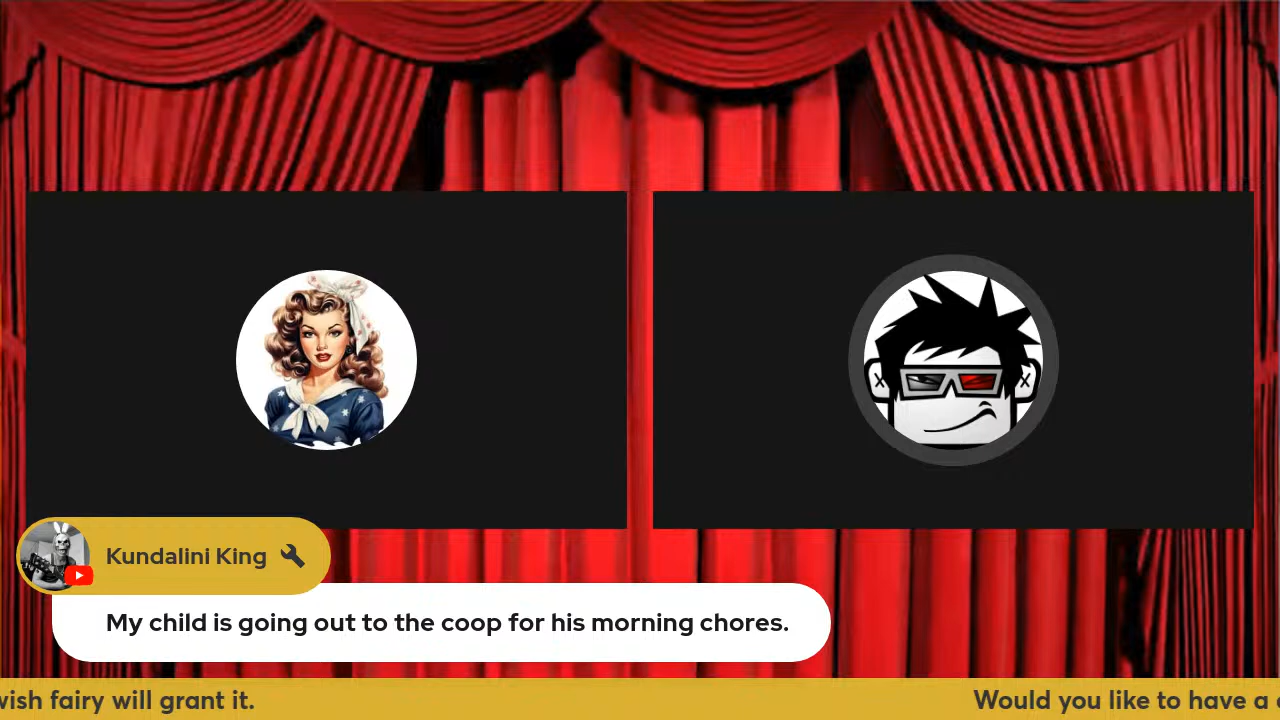 Kundalini King
My child is going out to the coop for his morning chores.
fairy will grant it.
Would you like to have a